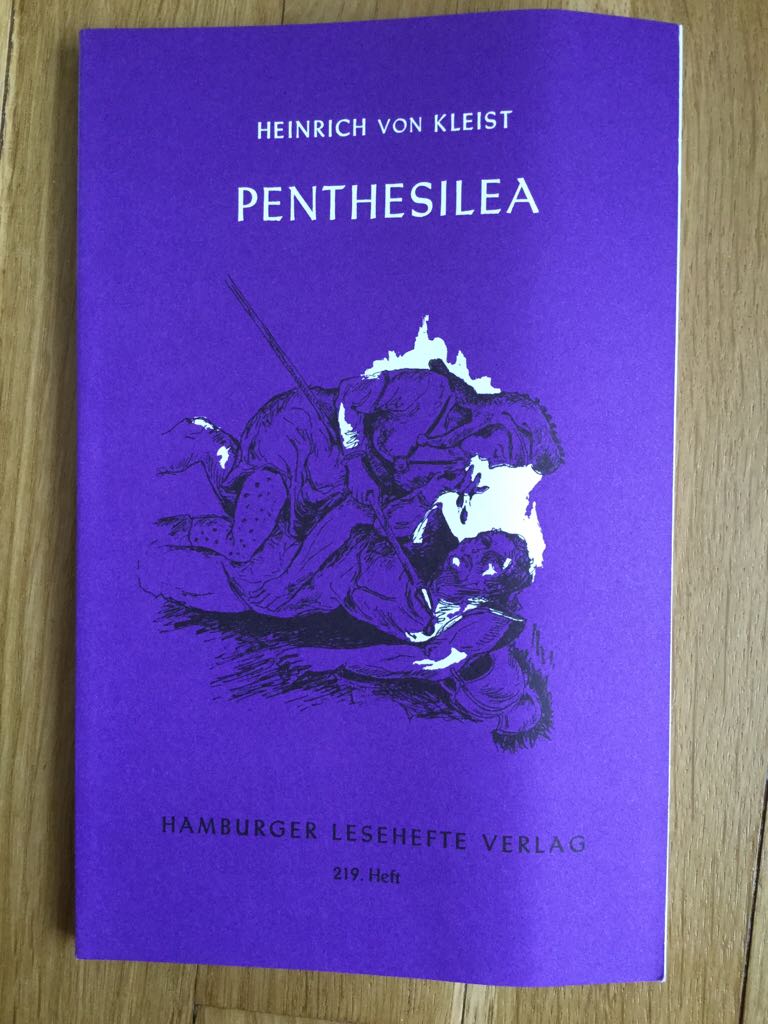 HEINRICH VON KLEIST
PENTHESILEA
HAMBURGER LESEHEFTE VERLAG
219. Heft